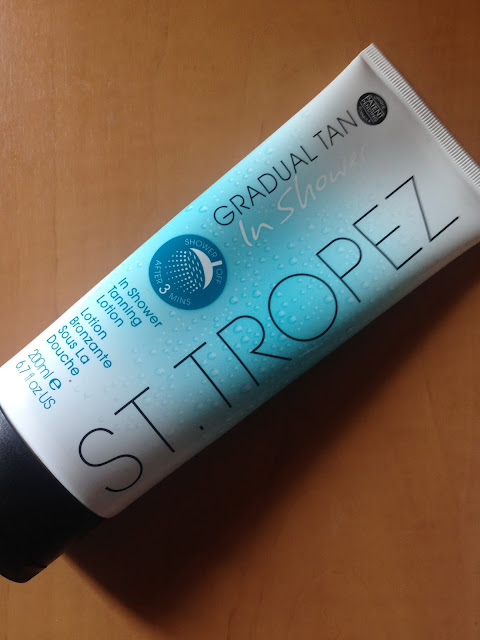 GRADUAL TAN
In Shower
ST.TROPEZ
SHOWER OFF
AFTER 3 MINS
In Shower
Tanning
Lotion
Lotion
Bronzante
Sous La
Douche
200ml e
6.7 fl oz US